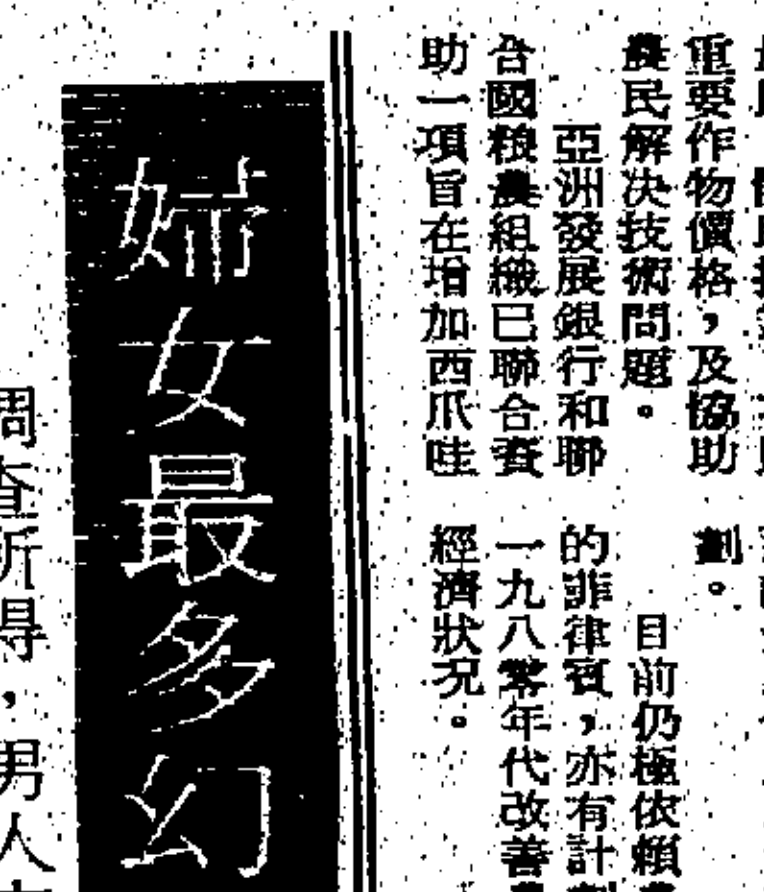 重要作物價格，及協助
農民解決技術問題。
亞洲發展銀行和聯
合國粮農組織已聯合資
助一項旨在增加西爪哇
劃。
目前仍極依賴
的菲律賓，亦有計
一九八零年代改善
經濟狀况。
婦女最多幻
調查所得，男人